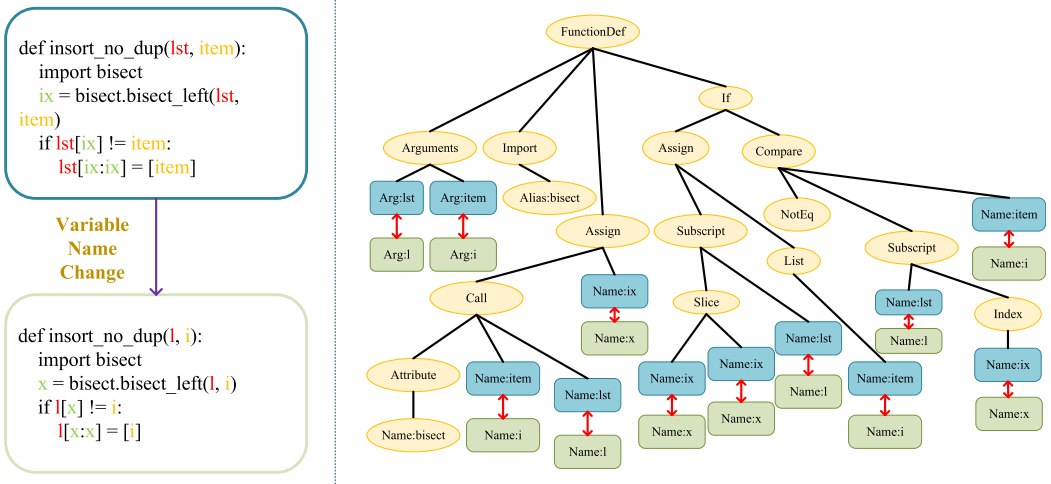 def insort_no_dup(lst, item):
import bisect
ix = bisect.bisect_left(lst,
item)
if lst[ix] != item:
lst[ix:ix] = [item]
Variable
Name
Change
def insort_no_dup(l, i):
import bisect
x = bisect.bisect_left(l, i)
if l[x] != i:
l[x:x] = [i]
FunctionDef
If
Arguments
Import
Assign
Compare
Arg:lst
Arg:item
Alias:bisect
NotEq
Name:item
Arg:l
Arg:i
Assign
Subscript
List
Subscript
Name:i
Call
Name:ix
Slice
Name:lst
Index
Name:x
Name:lst
Name:l
Attribute
Name:item
Name:lst
Name:ix
Name:ix
Name:l
Name:item
Name:ix
Name:bisect
Name:i
Name:l
Name:x
Name:x
Name:i
Name:x